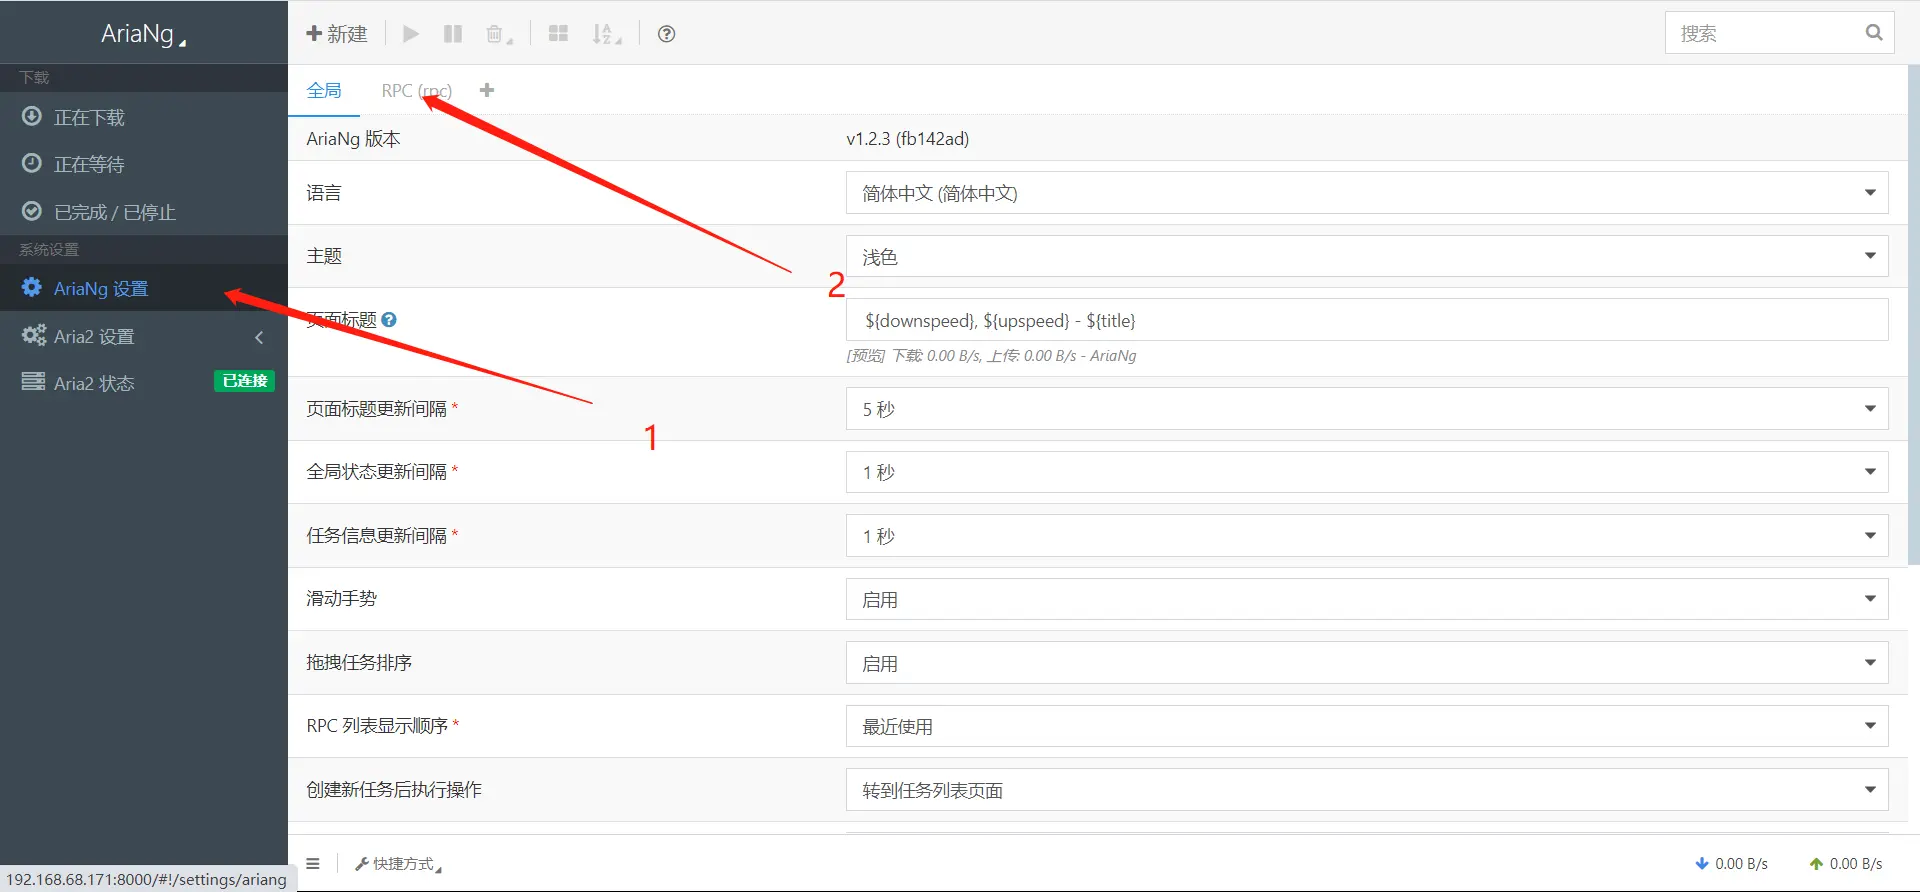 AriaNg
新建
搜索
下载
正在下载
正在等待
已完成 / 已停止
系统设置
AriaNg 设置
Aria2 设置
Aria2 状态
已连接
全局
RPC (rpc)
AriaNg 版本
v1.2.3 (fb142ad)
语言
简体中文 (简体中文)
主题
浅色
2
页面标题
${downspeed}, ${upspeed} - ${title}
[预览] 下载: 0.00 B/s, 上传: 0.00 B/s - AriaNg
页面标题更新间隔 *
5 秒
1
全局状态更新间隔 *
1 秒
任务信息更新间隔 *
1 秒
滑动手势
启用
拖拽任务排序
启用
RPC 列表显示顺序 *
最近使用
创建新任务后执行操作
转到任务列表页面
快捷方式
0.00 B/s
0.00 B/s
192.168.68.171:8000/#!/settings/ariang